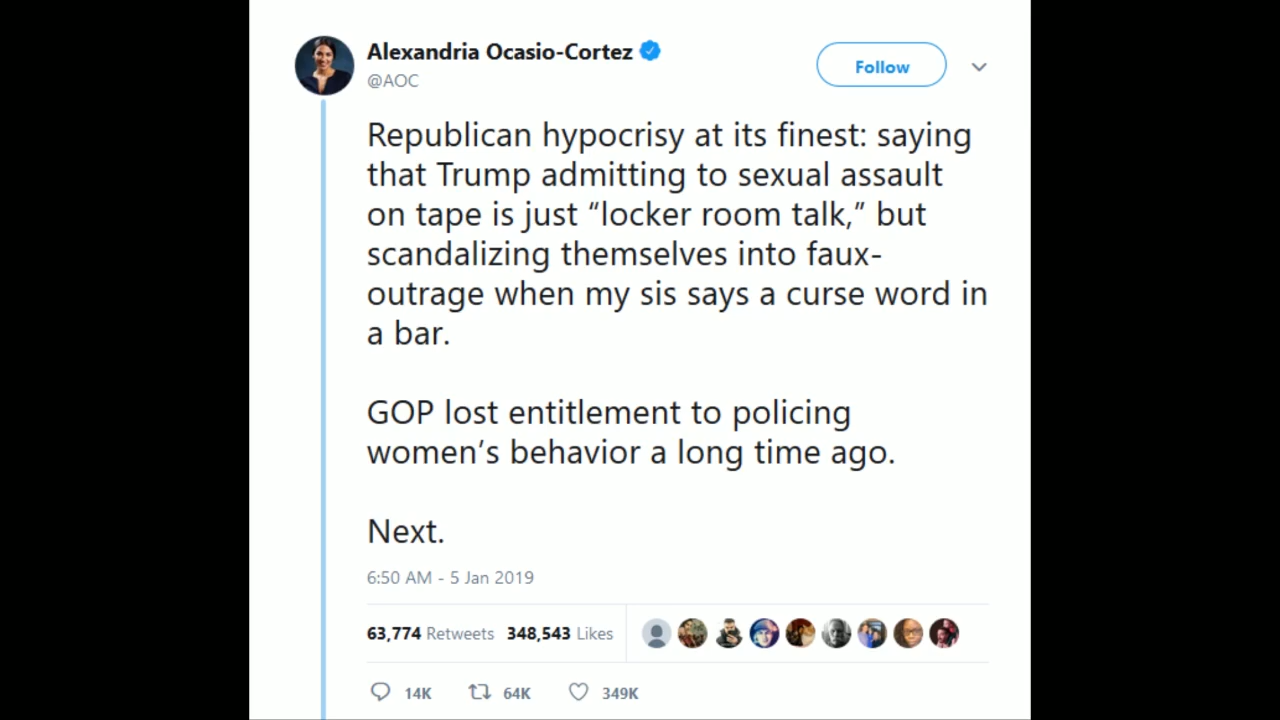 Alexandria Ocasio-Cortez
@AOC
Follow
Republican hypocrisy at its finest: saying
that Trump admitting to sexual assault
on tape is just “locker room talk,” but
scandalizing themselves into faux-
outrage when my sis says a curse word in
a bar.
GOP lost entitlement to policing
women’s behavior a long time ago.
Next.
6:50 AM - 5 Jan 2019
63,774 Retweets 348,543 Likes
14K 64K 349K